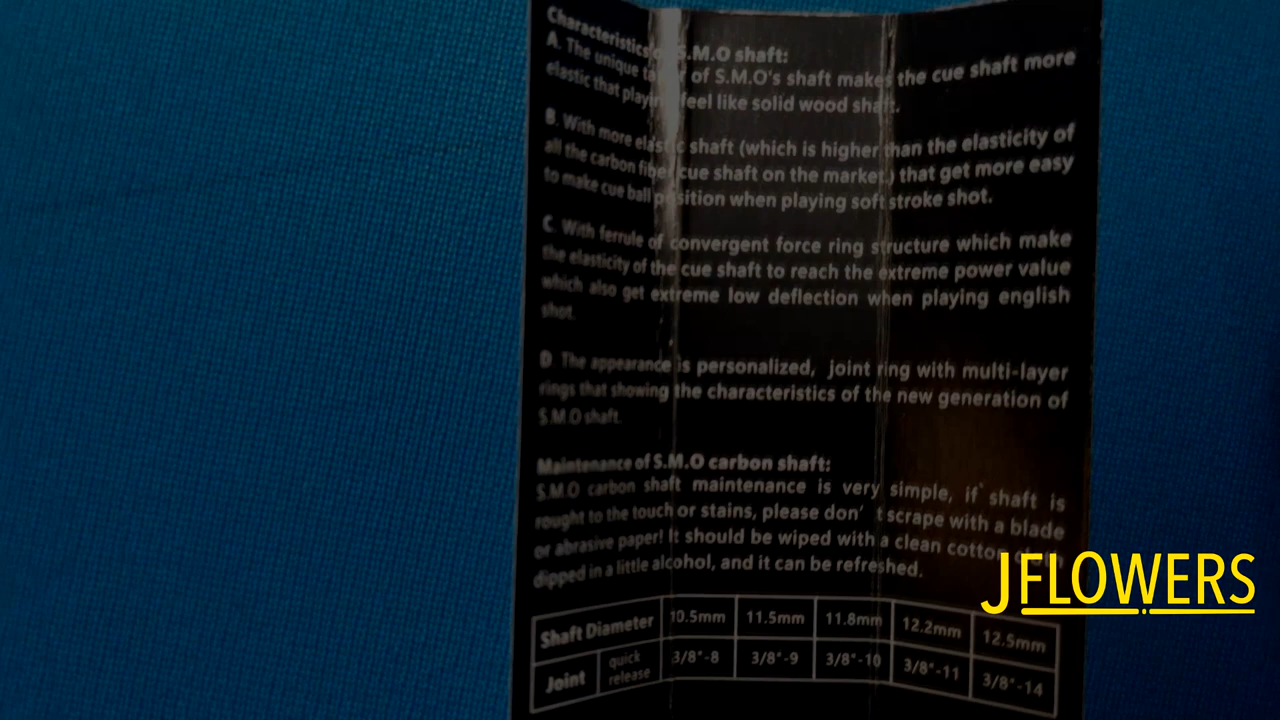 Characteristics of S.M.O shaft:
A. The unique taper of S.M.O's shaft makes the cue shaft more
elastic that playing feel like solid wood shaft.
B. With more elastic shaft (which is higher than the elasticity of
all the carbon fiber cue shaft on the market) that get more easy
to make cue ball position when playing soft stroke shot.
C. With ferrule of convergent force ring structure which make
the elasticity of the cue shaft to reach the extreme power value
which also get extreme low deflection when playing english
shot.
D. The appearance is personalized, joint ring with multi-layer
rings that showing the characteristics of the new generation of
S.M.O shaft.
Maintenance of S.M.O carbon shaft:
S.M.O carbon shaft maintenance is very simple, if shaft is
rought to the touch or stains, please don't scrape with a blade
or abrasive paper! It should be wiped with a clean cotton cloth
dipped in a little alcohol, and it can be refreshed.
Shaft Diameter 10.5mm 11.5mm 11.8mm 12.2mm 12.5mm
Joint quick release 3/8"-8 3/8"-9 3/8"-10 3/8"-11 3/8"-14
JFLOWERS